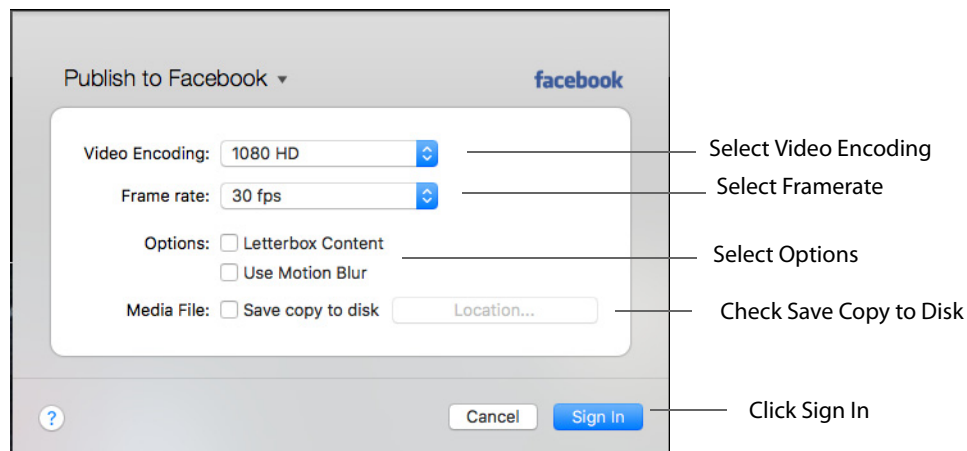 Publish to Facebook
facebook
Video Encoding: 1080 HD
Select Video Encoding
Frame rate: 30 fps
Select Framerate
Options: Letterbox Content
Use Motion Blur
Select Options
Media File: Save copy to disk Location...
Check Save Copy to Disk
? Cancel Sign In
Click Sign In